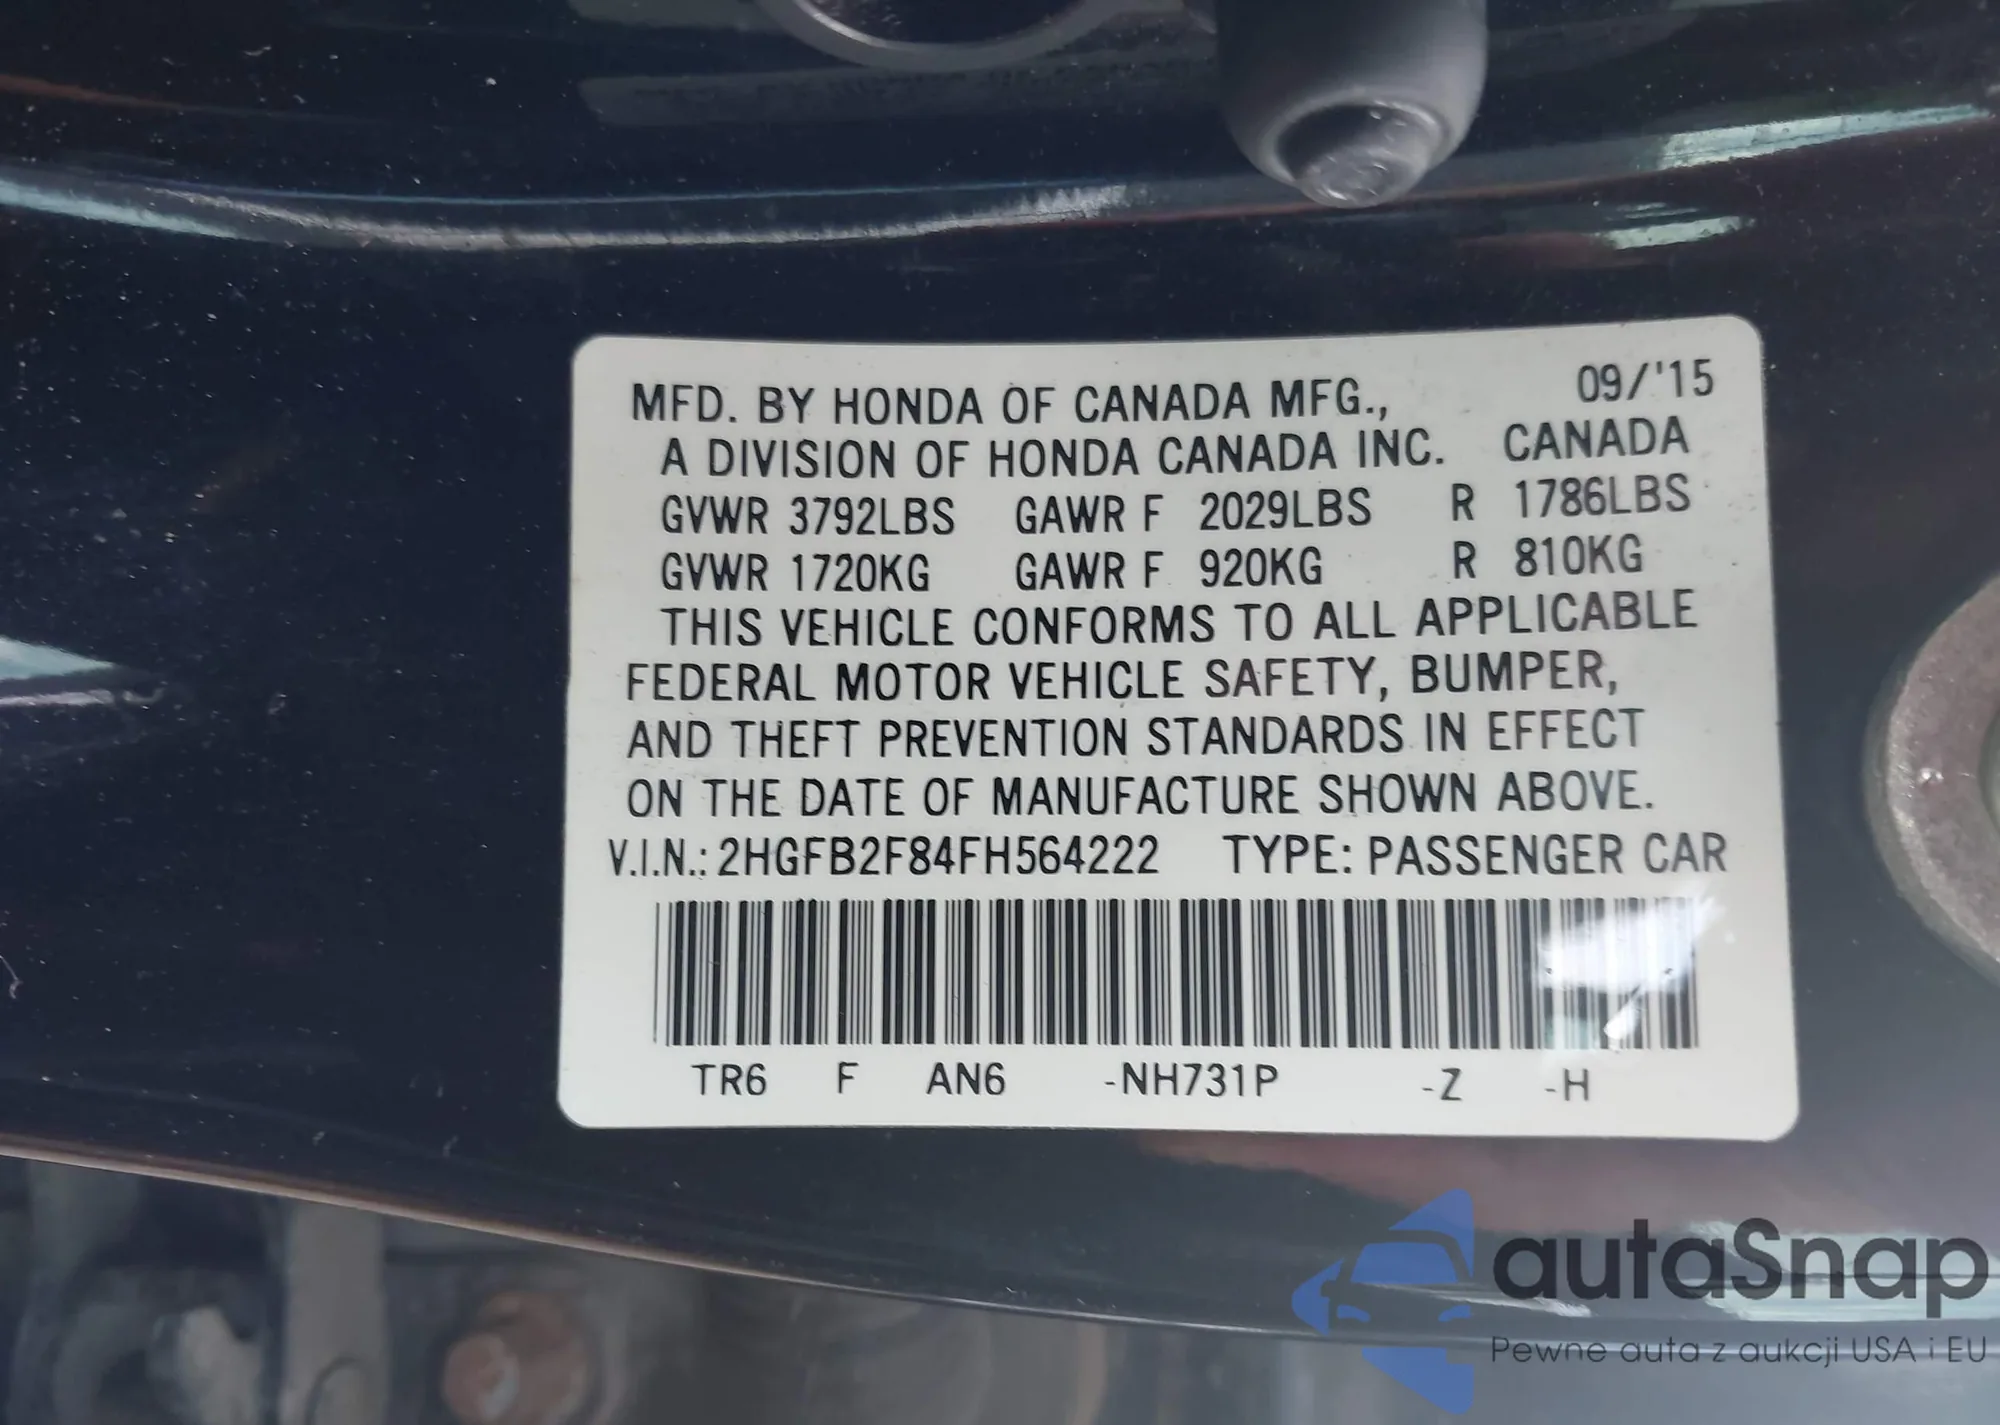 MFD. BY HONDA OF CANADA MFG., 09/'15
A DIVISION OF HONDA CANADA INC. CANADA
GVWR 3792LBS GAWR F 2029LBS R 1786LBS
GVWR 1720KG GAWR F 920KG R 810KG
THIS VEHICLE CONFORMS TO ALL APPLICABLE
FEDERAL MOTOR VEHICLE SAFETY, BUMPER,
AND THEFT PREVENTION STANDARDS IN EFFECT
ON THE DATE OF MANUFACTURE SHOWN ABOVE.
V.I.N.: 2HGFB2F84FH564222 TYPE: PASSENGER CAR
TR6 F AN6 -NH731P -Z -H
autaSnap
Pewne auta z aukcji USA i EU